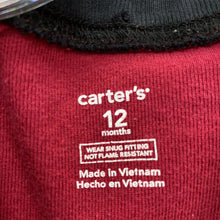 carter's
12
months
WEAR SNUG FITTING
NOT FLAME RESISTANT
Made in Vietnam
Hecho en Vietnam